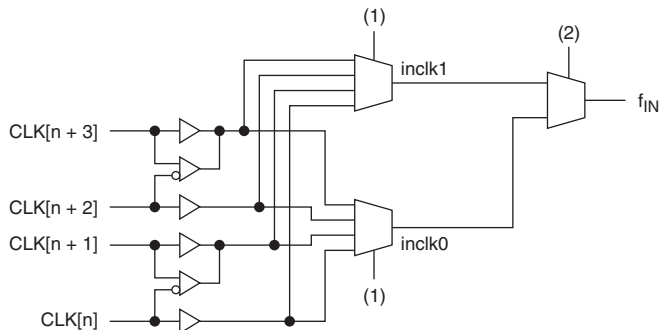 (1)
(2)
inclk1
fIN
CLK[n + 3]
CLK[n + 2]
CLK[n + 1]
inclk0
(1)
CLK[n]